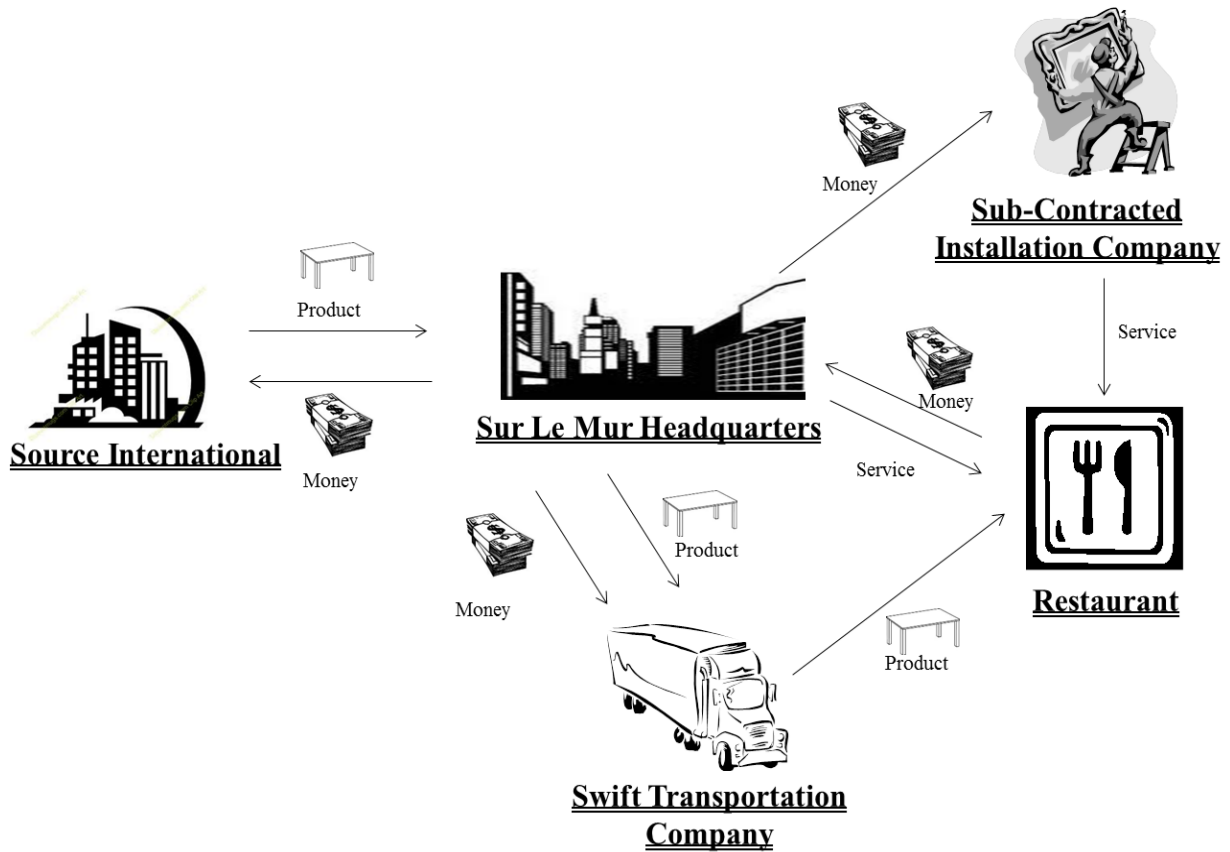 Money
Sub-Contracted
Installation Company
Product
Service
Money
Source International
Money
Sur Le Mur Headquarters
Money
Service
Product
Money
Restaurant
Product
Swift Transportation
Company